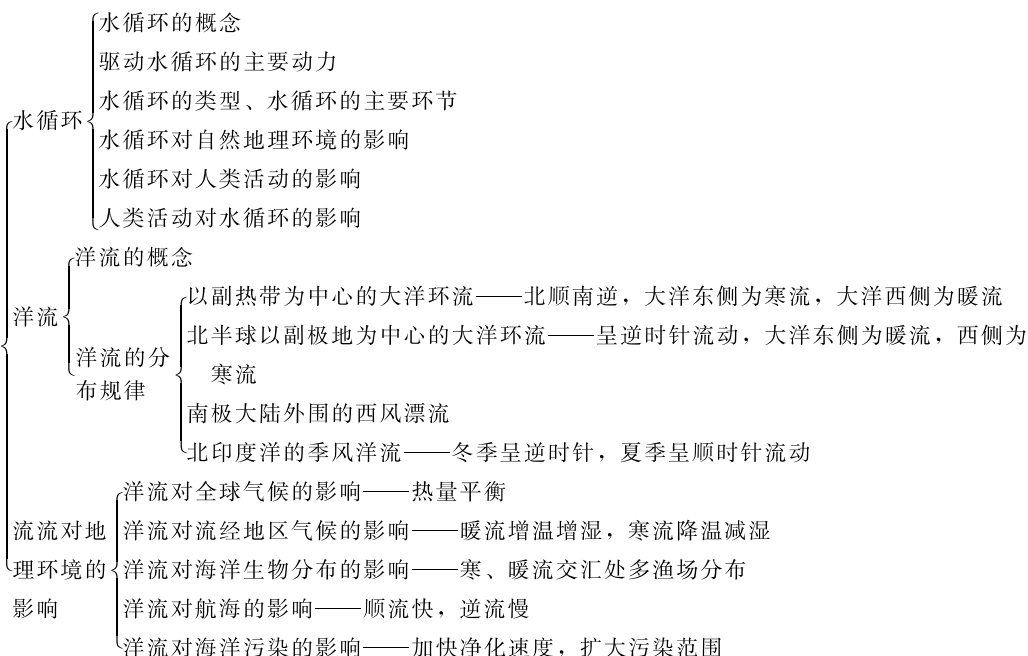 水循环的概念
驱动水循环的主要动力
水循环的类型、水循环的主要环节
水循环
水循环对自然地理环境的影响
水循环对人类活动的影响
人类活动对水循环的影响
洋流的概念
以副热带为中心的大洋环流——北顺南逆，大洋东侧为寒流，大洋西侧为暖流
洋流
北半球以副极地为中心的大洋环流——呈逆时针流动，大洋东侧为暖流，西侧为
寒流
洋流的分
布规律
南极大陆外围的西风漂流
北印度洋的季风洋流——冬季呈逆时针，夏季呈顺时针流动
洋流对全球气候的影响——热量平衡
流流对地
理环境的
影响
洋流对流经地区气候的影响——暖流增温增湿，寒流降温减湿
洋流对海洋生物分布的影响——寒、暖流交汇处多渔场分布
洋流对航海的影响——顺流快，逆流慢
洋流对海洋污染的影响——加快净化速度，扩大污染范围